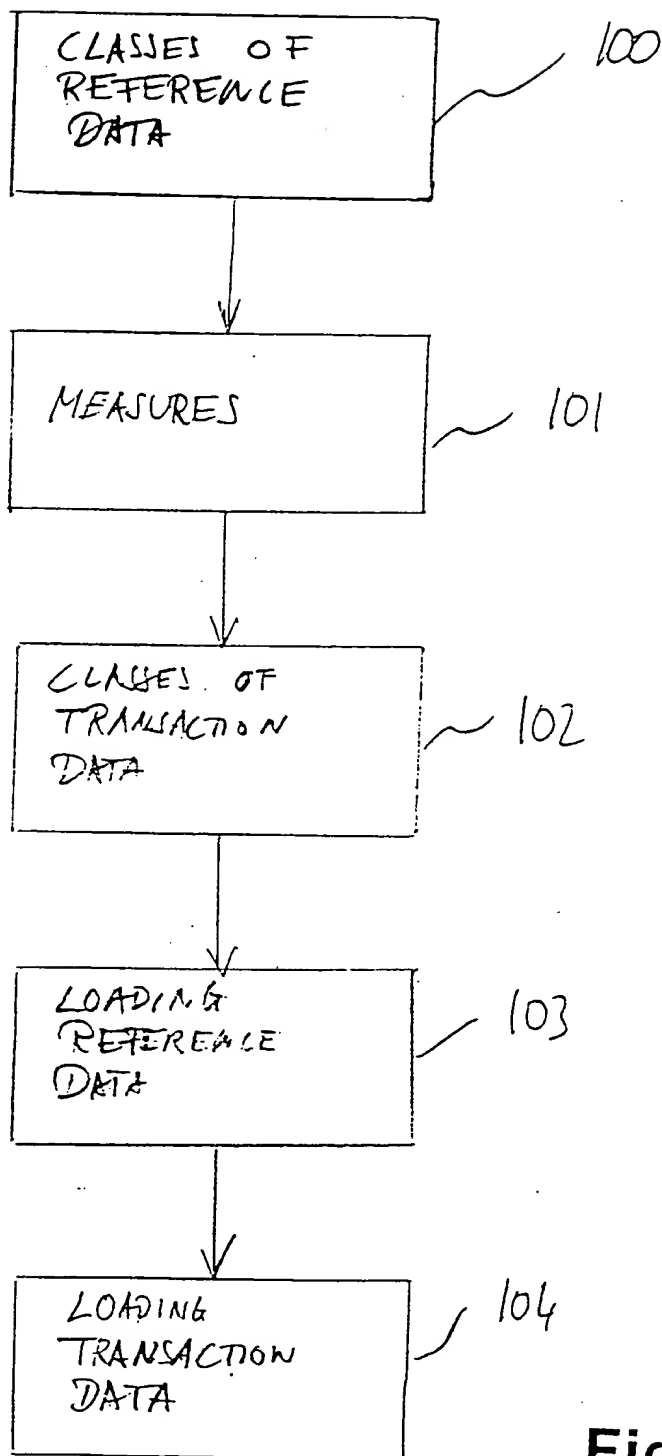 CLASSES OF
REFERENCE
DATA
100
MEASURES
101
CLASSES OF
TRANSACTION
DATA
102
LOADING
REFERENCE
DATA
103
LOADING
TRANSACTION
DATA
104
Fig